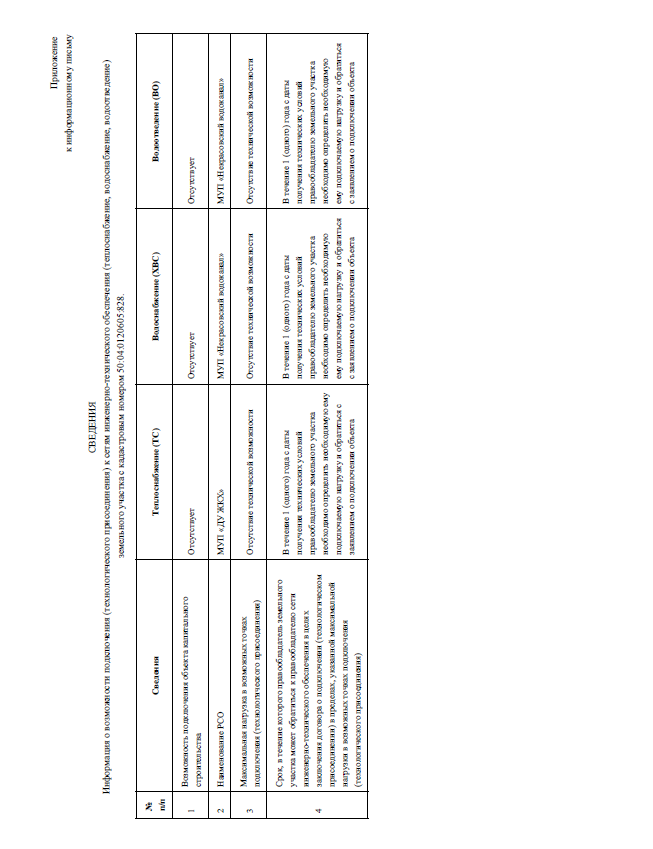 Приложение
к информационному письму
СВЕДЕНИЯ
Информация о возможности подключения (технологического присоединения) к сетям инженерно-технического обеспечения (теплоснабжение, водоснабжение, водоотведение)
земельного участка с кадастровым номером 50:04:0120605:828.
№
п/п
Сведения
Теплоснабжение (ТС)
Водоснабжение (ХВС)
Водоотведение (ВО)
1
Возможность подключения объекта капитального
строительства
Отсутствует
Отсутствует
Отсутствует
2
Наименование РСО
МУП «ДУ ЖКХ»
МУП «Некрасовский водоканал»
МУП «Некрасовский водоканал»
3
Максимальная нагрузка в возможных точках
подключения (технологического присоединения)
Отсутствие технической возможности
Отсутствие технической возможности
Отсутствие технической возможности
4
Срок, в течение которого правообладатель земельного
участка может обратиться к правообладателю сети
инженерно-технического обеспечения в целях
заключения договора о подключении (технологическом
присоединении) в пределах, указанной максимальной
нагрузки в возможных точках подключения
(технологического присоединения)
В течение 1 (одного) года с даты
получения технических условий
правообладателю земельного участка
необходимо определить необходимую ему
подключаемую нагрузку и обратиться с
заявлением о подключении объекта
В течение 1 (одного) года с даты
получения технических условий
правообладателю земельного участка
необходимо определить необходимую
ему подключаемую нагрузку и обратиться
с заявлением о подключении объекта
В течение 1 (одного) года с даты
получения технических условий
правообладателю земельного участка
необходимо определить необходимую
ему подключаемую нагрузку и обратиться
с заявлением о подключении объекта